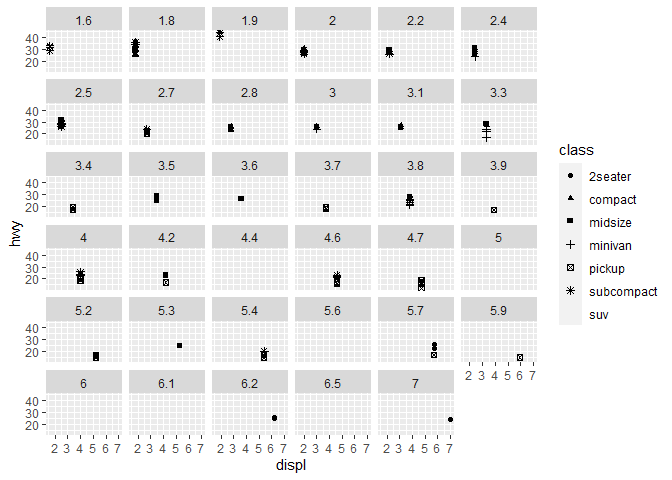 1.6 1.8 1.9 2 2.2 2.4
40
30
20
2.5 2.7 2.8 3 3.1 3.3
40
30
20
3.4 3.5 3.6 3.7 3.8 3.9
40
30
20
4 4.2 4.4 4.6 4.7 5
40
30
20
5.2 5.3 5.4 5.6 5.7 5.9
40
30
20
2 3 4 5 6 7
6 6.1 6.2 6.5 7
40
30
20
2 3 4 5 6 7 2 3 4 5 6 7 2 3 4 5 6 7 2 3 4 5 6 7 2 3 4 5 6 7
displ
hwy
class
2seater
compact
midsize
minivan
pickup
subcompact
suv